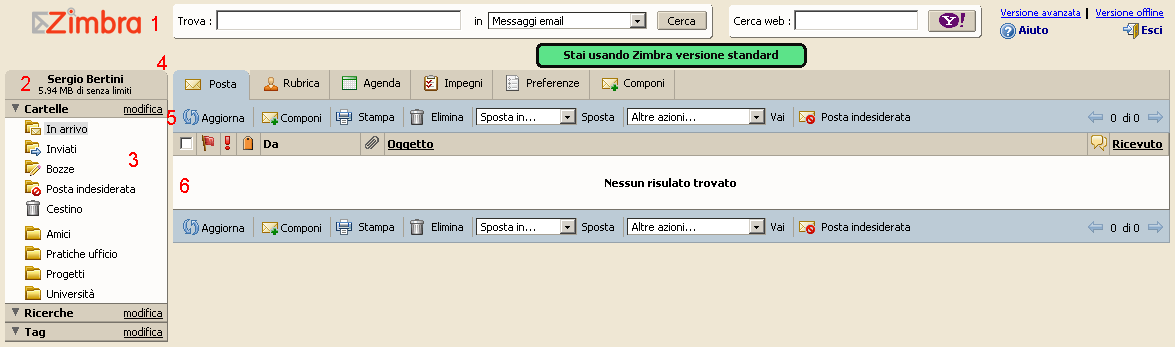 Zimbra 1 Trova : in Messaggi email Cerca Cerca web : Y! Versione avanzata | Versione offline
Aiuto Esci
Stai usando Zimbra versione standard
4
2 Sergio Bertini
5.94 MB di senza limiti
Posta Rubrica Agenda Impegni Preferenze Componi
Cartelle modifica
5 Aggiorna Componi Stampa Elimina Sposta in... Sposta Altre azioni... Vai Posta indesiderata 0 di 0
In arrivo
Inviati
Bozze
3
Posta indesiderata
Cestino
Amici
Pratiche ufficio
Progetti
Università
Ricerche modifica
Tag modifica
Da Oggetto Ricevuto
6 Nessun risulato trovato
Aggiorna Componi Stampa Elimina Sposta in... Sposta Altre azioni... Vai Posta indesiderata 0 di 0